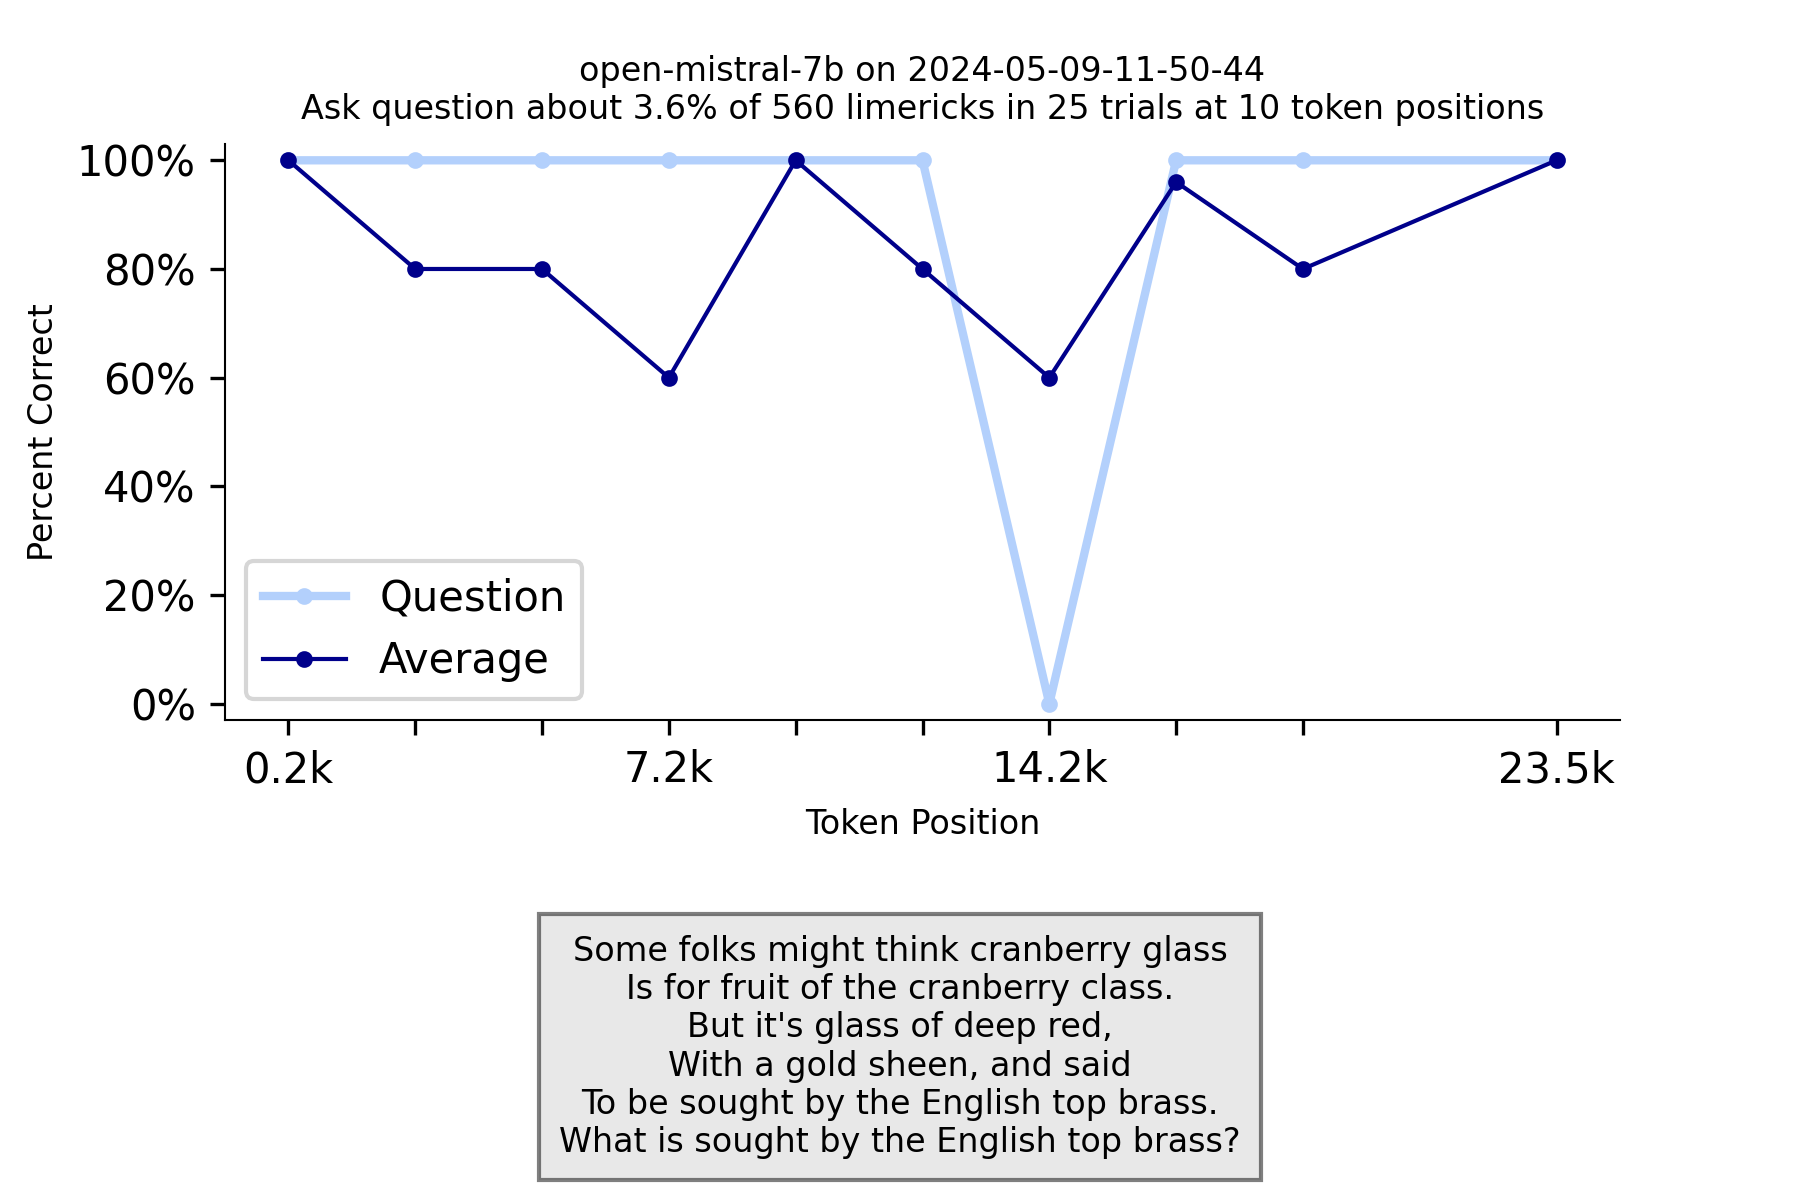 open-mistral-7b on 2024-05-09-11-50-44
Ask question about 3.6% of 560 limericks in 25 trials at 10 token positions
100%
80%
60%
40%
20%
0%
Percent Correct
Question
Average
0.2k 7.2k 14.2k 23.5k
Token Position
Some folks might think cranberry glass
Is for fruit of the cranberry class.
But it's glass of deep red,
With a gold sheen, and said
To be sought by the English top brass.
What is sought by the English top brass?